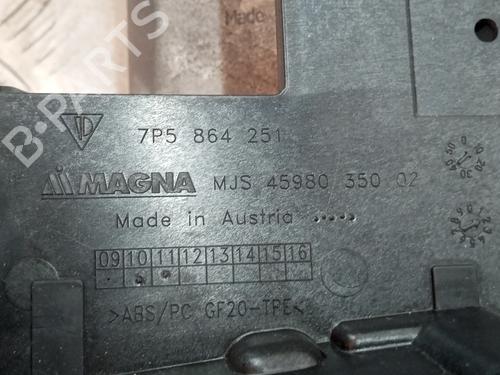 Made
7P5 864 251
MAGNA MJS 45980 350 02
Made in Austria
09 10 11 12 13 14 15 16
>ABS/PC GF20-TPE<
B-PARTS